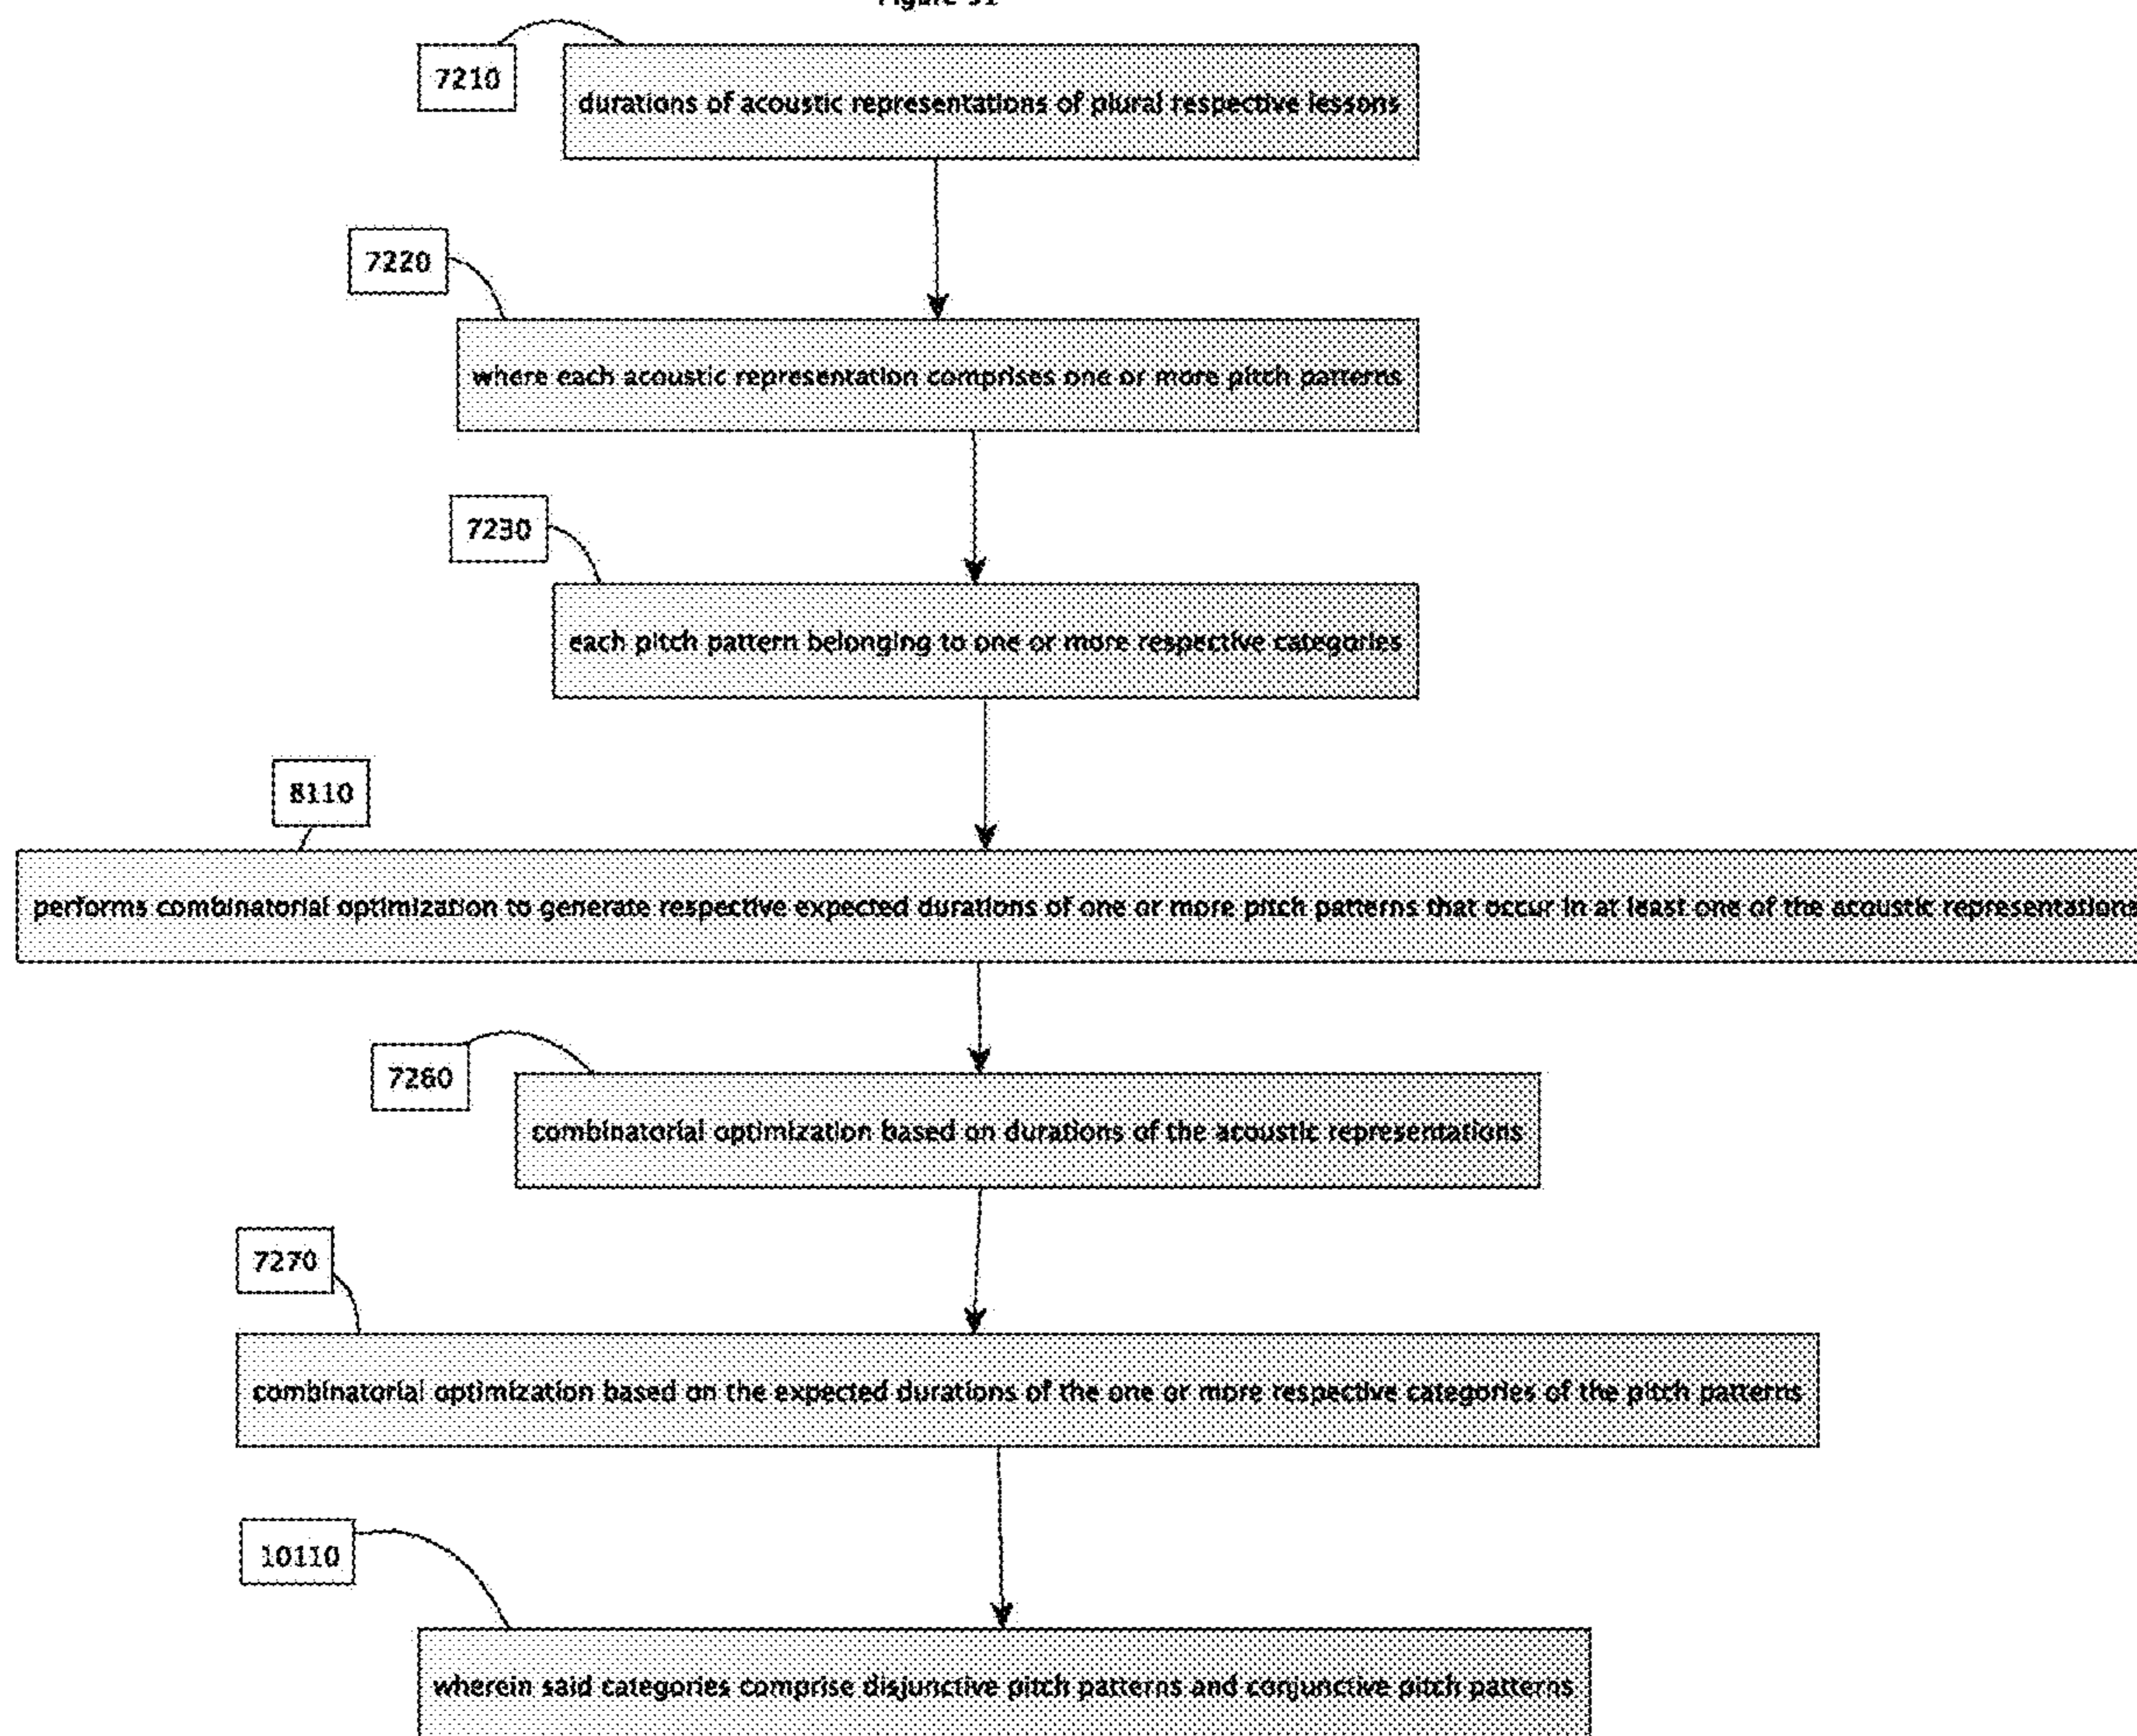 7210
durations of acoustic representations of plural respective lessons
7220
where each acoustic representation comprises one or more pitch patterns
7230
each pitch pattern belonging to one or more respective categories
8110
performs combinatorial optimization to generate respective expected durations of one or more pitch patterns that occur in at least one of the acoustic representations
7260
combinatorial optimization based on durations of the acoustic representations
7270
combinatorial optimization based on the expected durations of the one or more respective categories of the pitch patterns
10110
wherein said categories comprise disjunctive pitch patterns and conjunctive pitch patterns